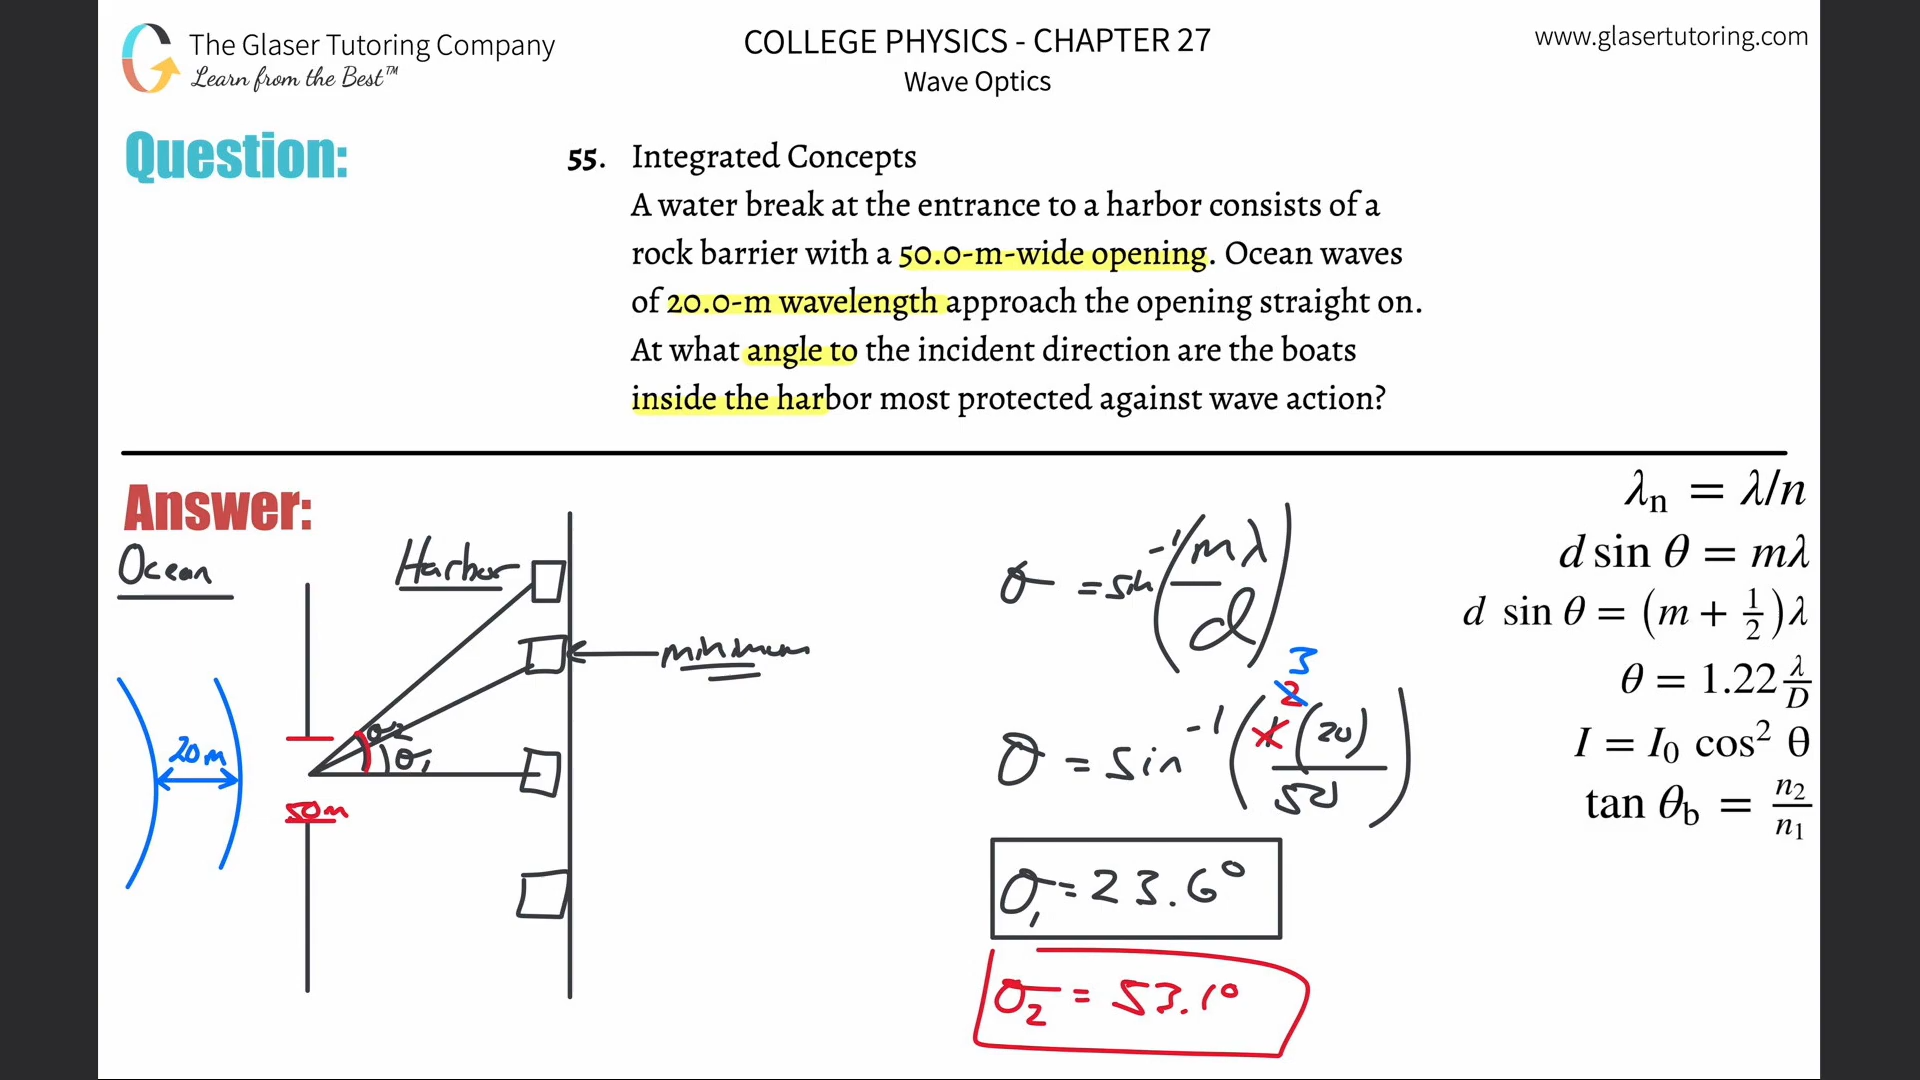 The Glaser Tutoring Company
Learn from the Best™
COLLEGE PHYSICS - CHAPTER 27
Wave Optics
www.glasertutoring.com
Question:
55. Integrated Concepts
A water break at the entrance to a harbor consists of a
rock barrier with a 50.0-m-wide opening. Ocean waves
of 20.0-m wavelength approach the opening straight on.
At what angle to the incident direction are the boats
inside the harbor most protected against wave action?
Answer:
Ocean
Harbor
minimum
20m
50m
θ2
θ1
θ = sin⁻¹(mλ/d)
3
2
θ = sin⁻¹(1(20)/50)
θ1 = 23.6°
θ2 = 53.1°
λn = λ/n
d sin θ = mλ
d sin θ = (m + 1/2)λ
θ = 1.22 λ/D
I = I0 cos² θ
tan θb = n2/n1